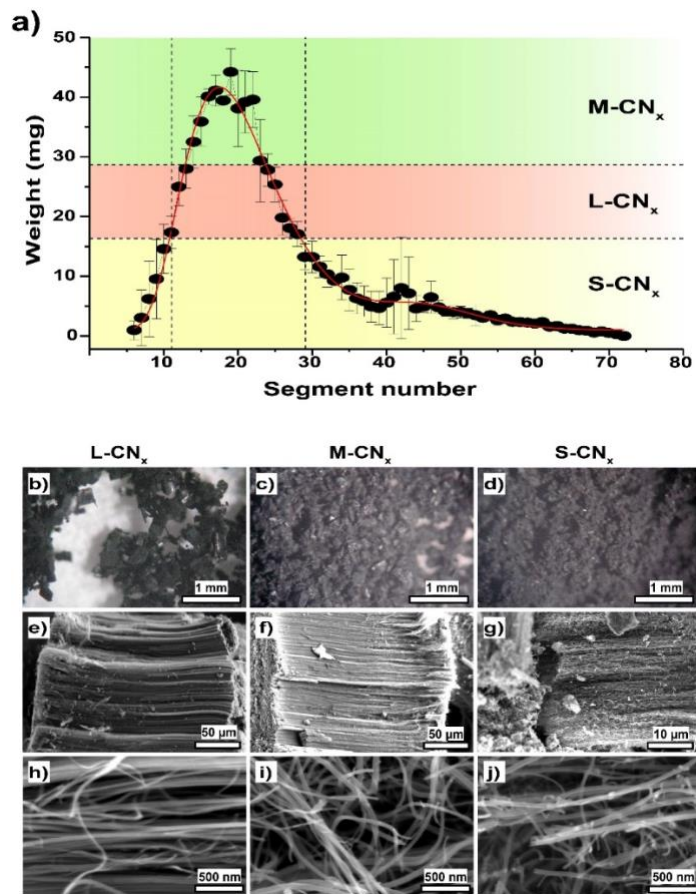 a)
50
40
30
20
10
0
Weight (mg)
M-CNₓ
L-CNₓ
S-CNₓ
0 10 20 30 40 50 60 70 80
Segment number
L-CNₓ M-CNₓ S-CNₓ
b) c) d)
1 mm 1 mm 1 mm
e) f) g)
50 µm 50 µm 10 µm
h) i) j)
500 nm 500 nm 500 nm